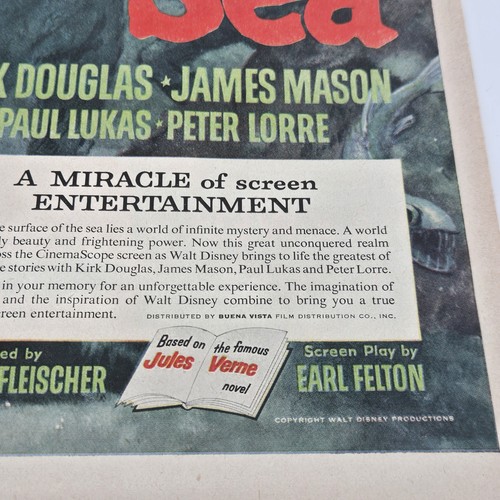 Sea
K DOUGLAS * JAMES MASON
PAUL LUKAS * PETER LORRE
A MIRACLE of screen
ENTERTAINMENT
e surface of the sea lies a world of infinite mystery and menace. A world
ly beauty and frightening power. Now this great unconquered realm
oss the CinemaScope screen as Walt Disney brings to life the greatest of
e stories with Kirk Douglas, James Mason, Paul Lukas and Peter Lorre.
in your memory for an unforgettable experience. The imagination of
and the inspiration of Walt Disney combine to bring you a true
reen entertainment. DISTRIBUTED BY BUENA VISTA FILM DISTRIBUTION CO., INC.
ed by
FLEISCHER
Based on the famous
Jules Verne
novel
Screen Play by
EARL FELTON
COPYRIGHT WALT DISNEY PRODUCTIONS